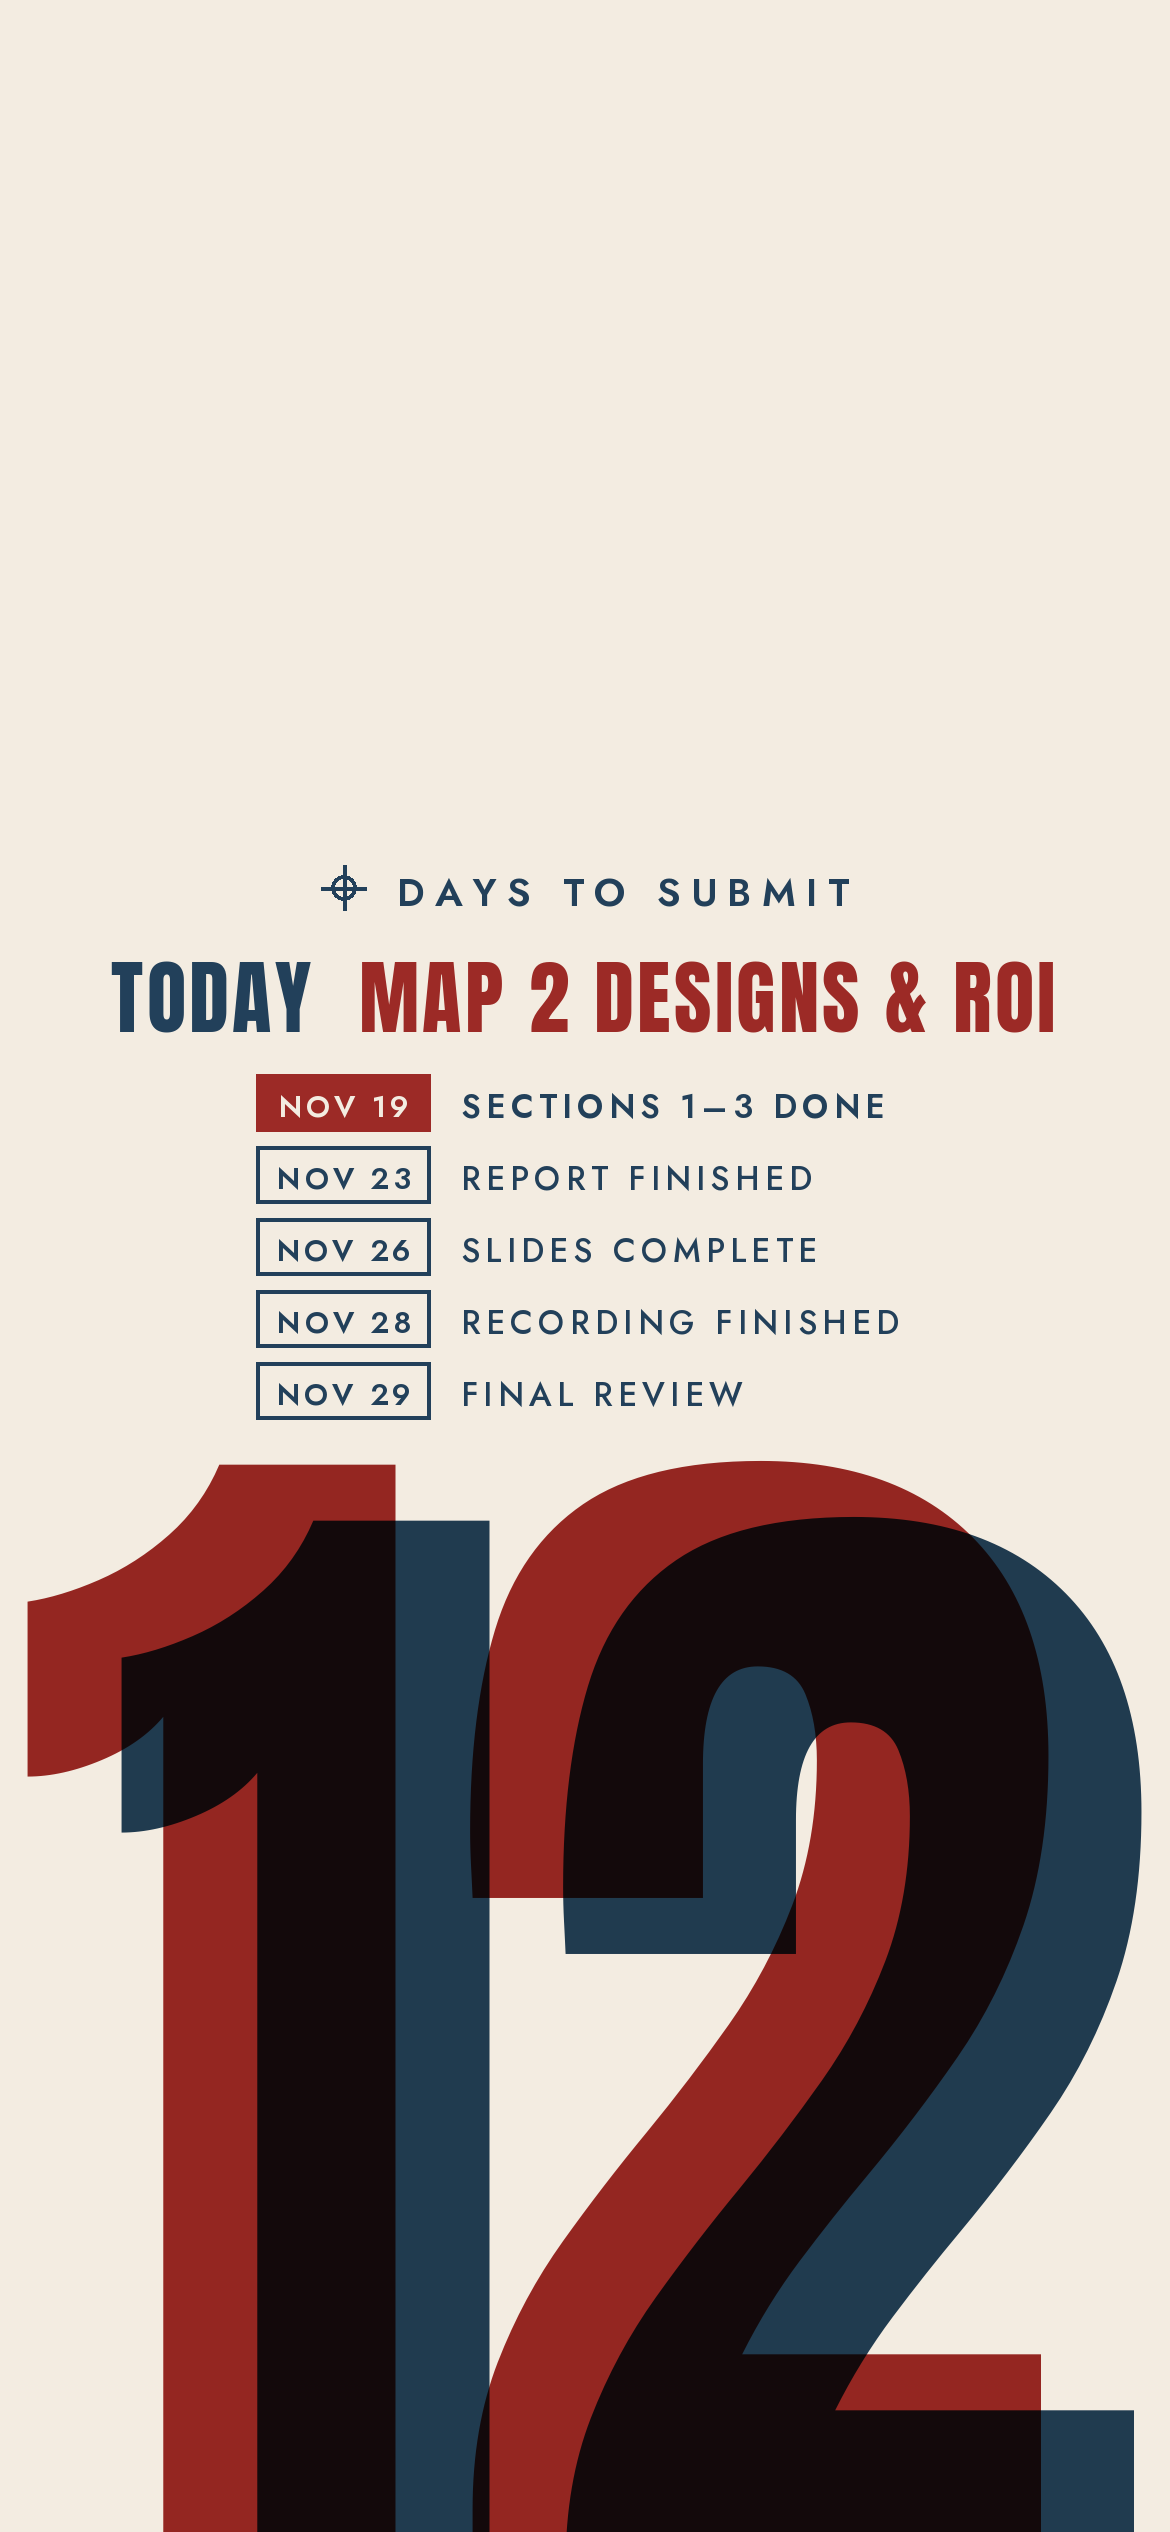 DAYS TO SUBMIT
TODAY MAP 2 DESIGNS & ROI
NOV 19 SECTIONS 1–3 DONE
NOV 23 REPORT FINISHED
NOV 26 SLIDES COMPLETE
NOV 28 RECORDING FINISHED
NOV 29 FINAL REVIEW
12